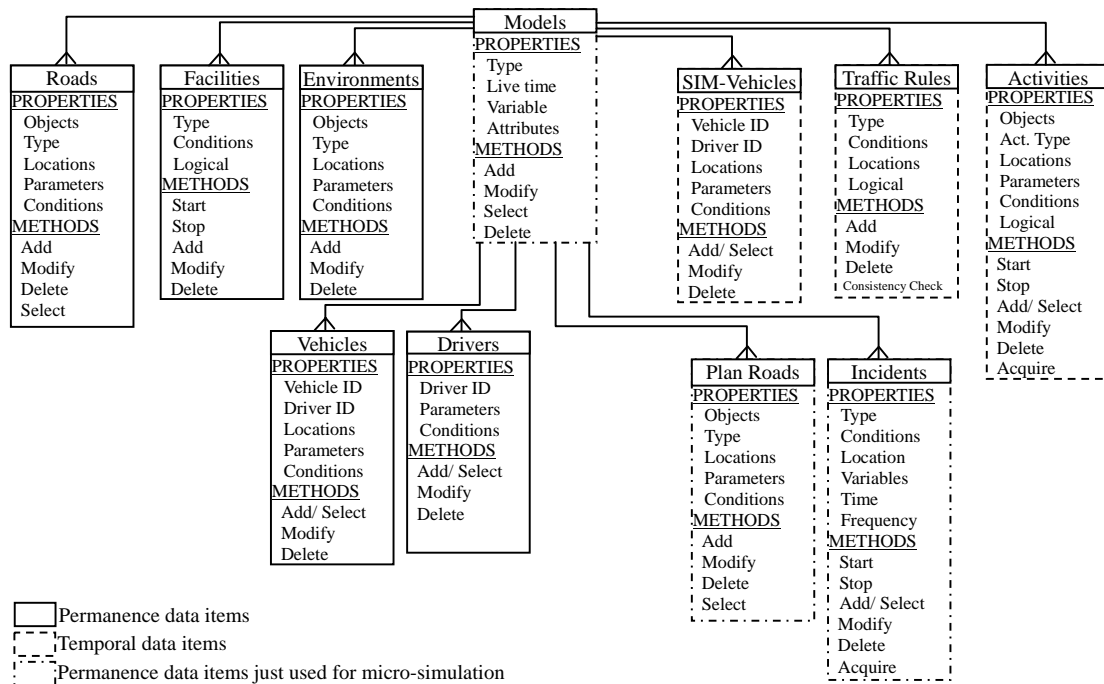 Models
PROPERTIES
Type
Live time
Variable
Attributes
METHODS
Add
Modify
Select
Delete
Roads
PROPERTIES
Objects
Type
Locations
Parameters
Conditions
METHODS
Add
Modify
Delete
Select
Facilities
PROPERTIES
Type
Conditions
Logical
METHODS
Start
Stop
Add
Modify
Delete
Environments
PROPERTIES
Objects
Type
Locations
Parameters
Conditions
METHODS
Add
Modify
Delete
SIM-Vehicles
PROPERTIES
Vehicle ID
Driver ID
Locations
Parameters
Conditions
METHODS
Add/ Select
Modify
Delete
Traffic Rules
PROPERTIES
Type
Conditions
Locations
Logical
METHODS
Add
Modify
Delete
Consistency Check
Activities
PROPERTIES
Objects
Act. Type
Locations
Parameters
Conditions
Logical
METHODS
Start
Stop
Add/ Select
Modify
Delete
Acquire
Vehicles
PROPERTIES
Vehicle ID
Driver ID
Locations
Parameters
Conditions
METHODS
Add/ Select
Modify
Delete
Drivers
PROPERTIES
Driver ID
Parameters
Conditions
METHODS
Add/ Select
Modify
Delete
Plan Roads
PROPERTIES
Objects
Type
Locations
Parameters
Conditions
METHODS
Add
Modify
Delete
Select
Incidents
PROPERTIES
Type
Conditions
Location
Variables
Time
Frequency
METHODS
Start
Stop
Add/ Select
Modify
Delete
Acquire
Permanence data items
Temporal data items
Permanence data items just used for micro-simulation